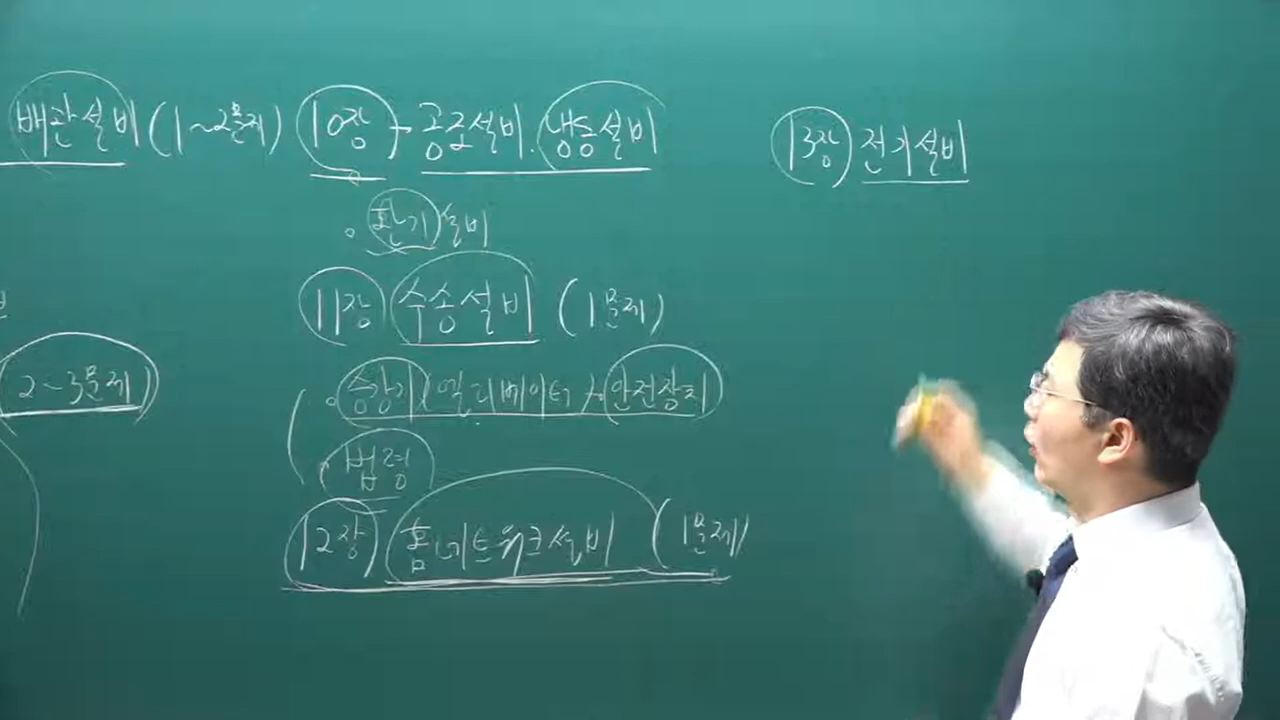 배관설비 (1~2문제)
2~3문제
10장 - 공조설비. 냉동설비
· 환기설비
11장 수송설비 (1문제)
· 승강기 (엘리베이터) · 안전장치
법령
12장 홈네트워크설비 (1문제)
13장 전기설비